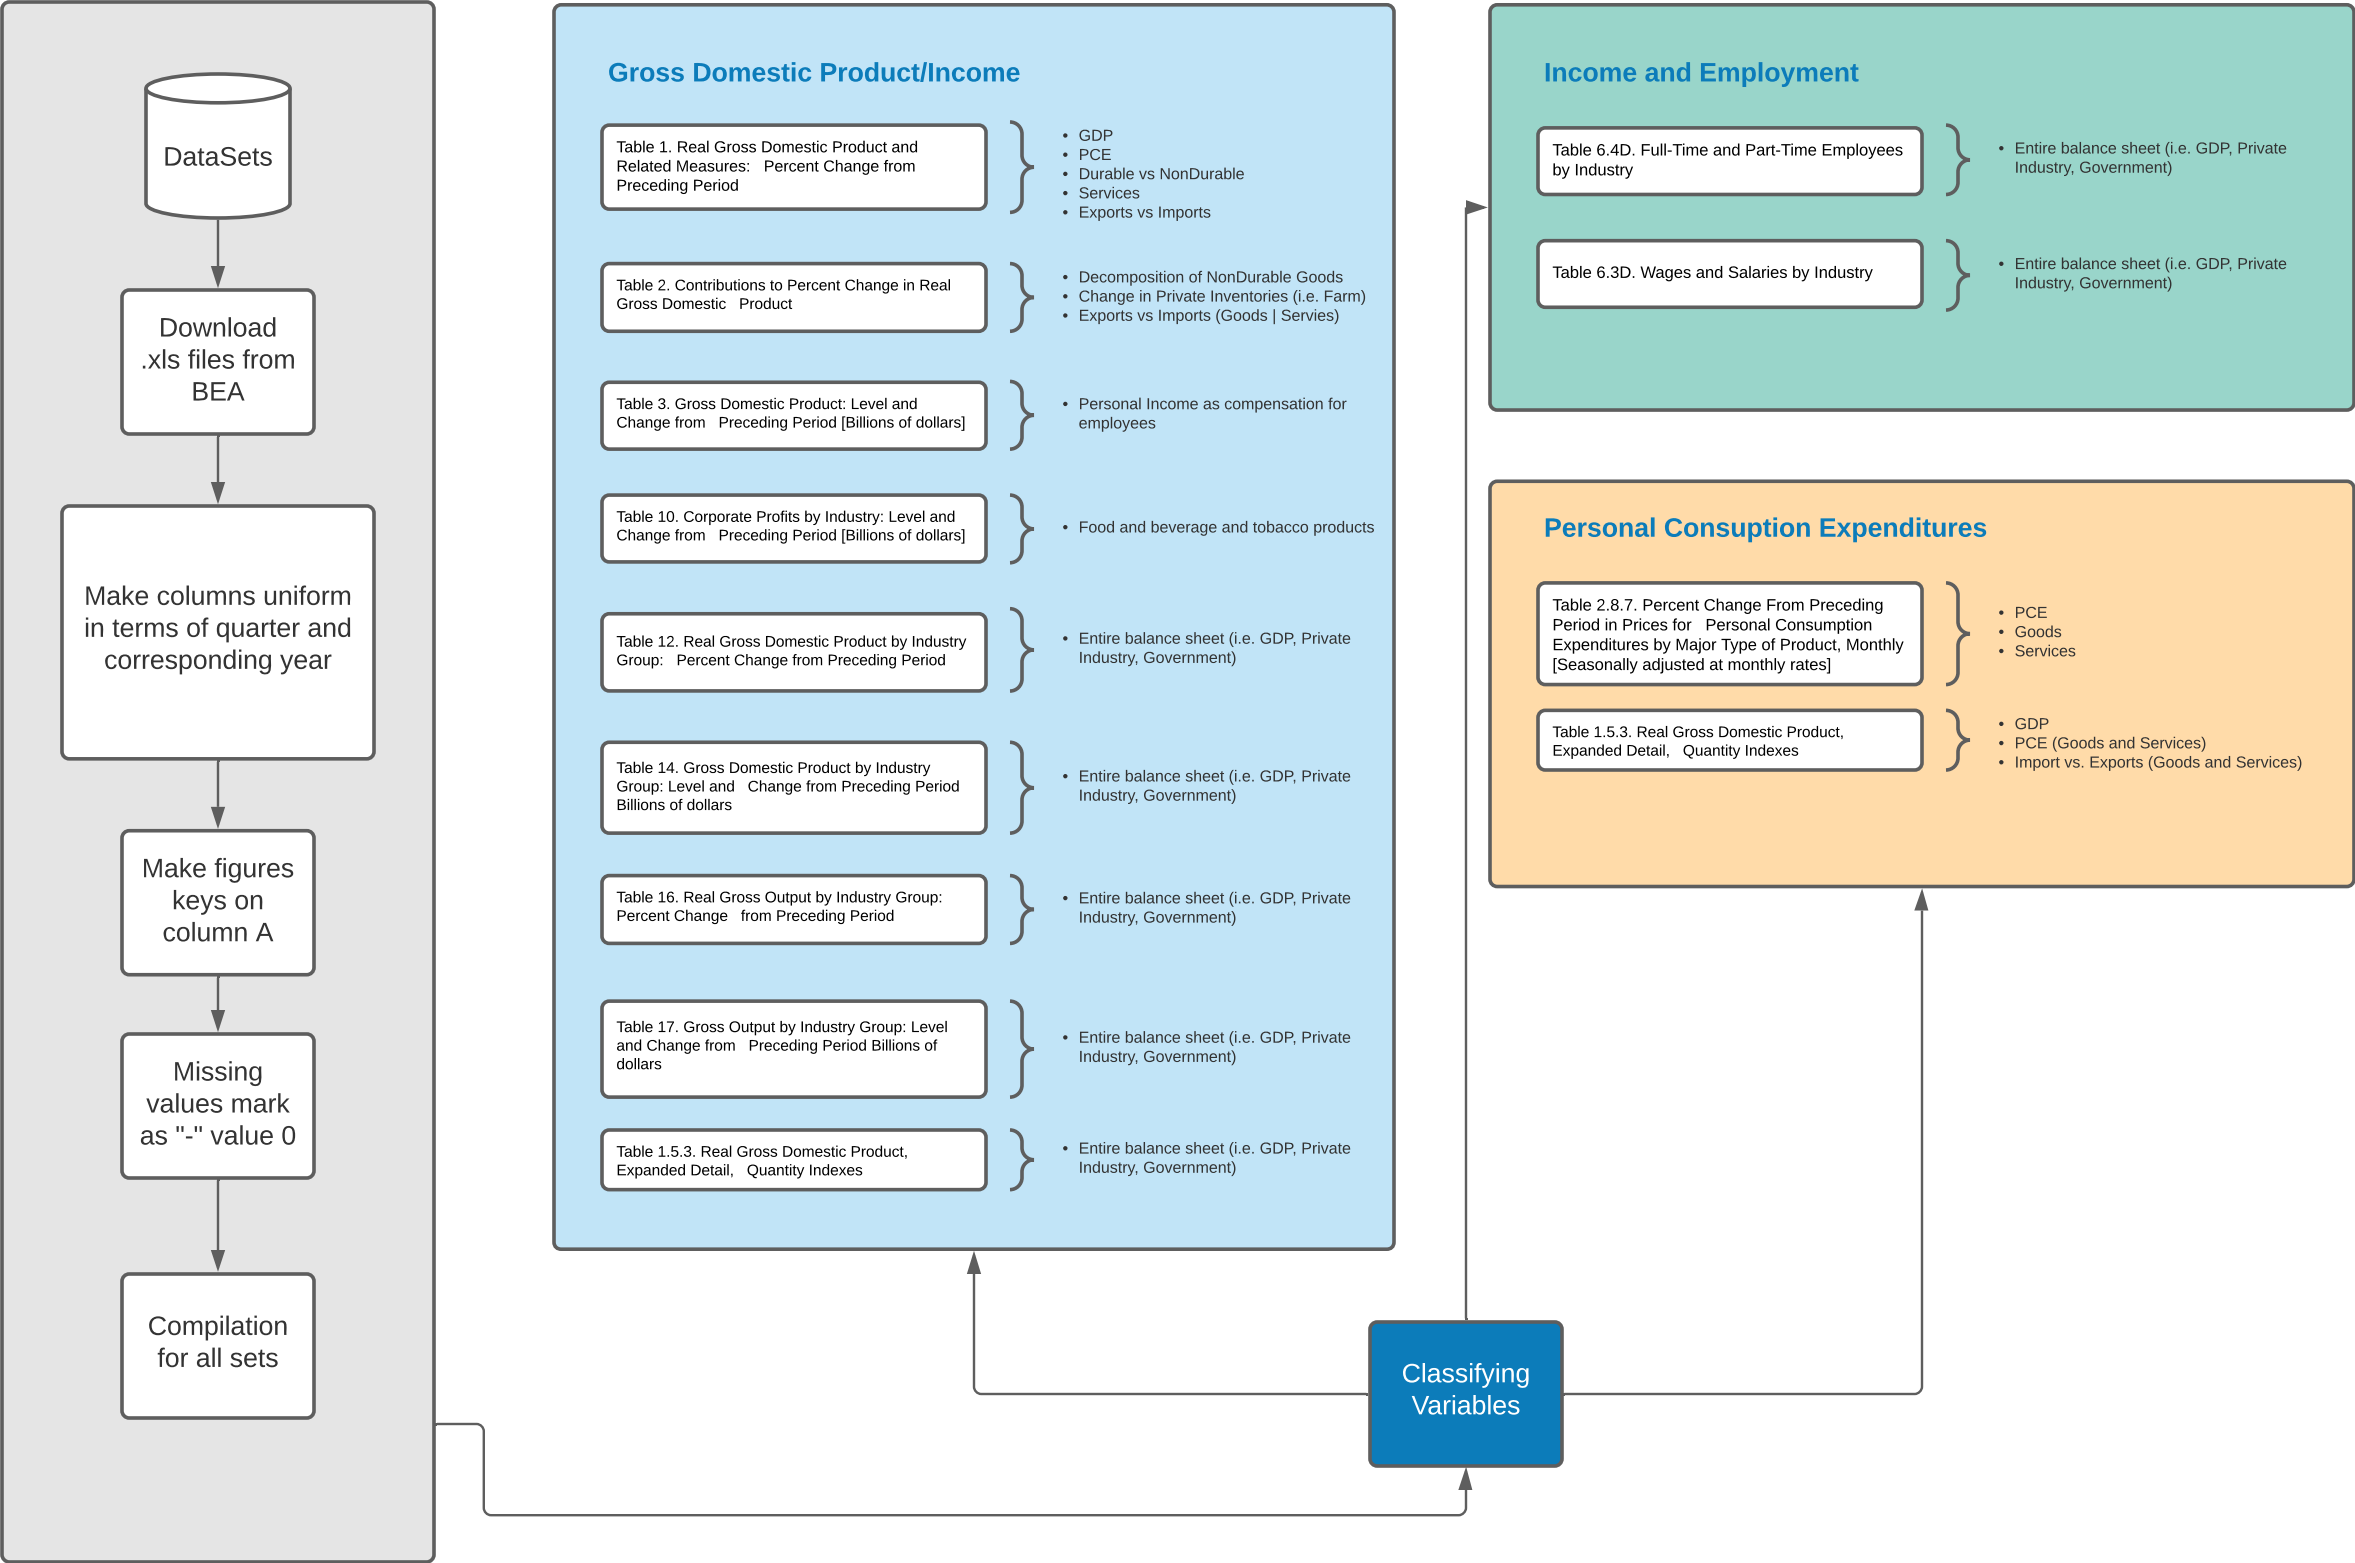 DataSets
Download
.xls files from
BEA
Make columns uniform
in terms of quarter and
corresponding year
Make figures
keys on
column A
Missing
values mark
as "-" value 0
Compilation
for all sets
Gross Domestic Product/Income
Table 1. Real Gross Domestic Product and
Related Measures: Percent Change from
Preceding Period
• GDP
• PCE
• Durable vs NonDurable
• Services
• Exports vs Imports
Table 2. Contributions to Percent Change in Real
Gross Domestic Product
• Decomposition of NonDurable Goods
• Change in Private Inventories (i.e. Farm)
• Exports vs Imports (Goods | Servies)
Table 3. Gross Domestic Product: Level and
Change from Preceding Period [Billions of dollars]
• Personal Income as compensation for
employees
Table 10. Corporate Profits by Industry: Level and
Change from Preceding Period [Billions of dollars]
• Food and beverage and tobacco products
Table 12. Real Gross Domestic Product by Industry
Group: Percent Change from Preceding Period
• Entire balance sheet (i.e. GDP, Private
Industry, Government)
Table 14. Gross Domestic Product by Industry
Group: Level and Change from Preceding Period
Billions of dollars
• Entire balance sheet (i.e. GDP, Private
Industry, Government)
Table 16. Real Gross Output by Industry Group:
Percent Change from Preceding Period
• Entire balance sheet (i.e. GDP, Private
Industry, Government)
Table 17. Gross Output by Industry Group: Level
and Change from Preceding Period Billions of
dollars
• Entire balance sheet (i.e. GDP, Private
Industry, Government)
Table 1.5.3. Real Gross Domestic Product,
Expanded Detail, Quantity Indexes
• Entire balance sheet (i.e. GDP, Private
Industry, Government)
Income and Employment
Table 6.4D. Full-Time and Part-Time Employees
by Industry
• Entire balance sheet (i.e. GDP, Private
Industry, Government)
Table 6.3D. Wages and Salaries by Industry
• Entire balance sheet (i.e. GDP, Private
Industry, Government)
Personal Consuption Expenditures
Table 2.8.7. Percent Change From Preceding
Period in Prices for Personal Consumption
Expenditures by Major Type of Product, Monthly
[Seasonally adjusted at monthly rates]
• PCE
• Goods
• Services
Table 1.5.3. Real Gross Domestic Product,
Expanded Detail, Quantity Indexes
• GDP
• PCE (Goods and Services)
• Import vs. Exports (Goods and Services)
Classifying
Variables